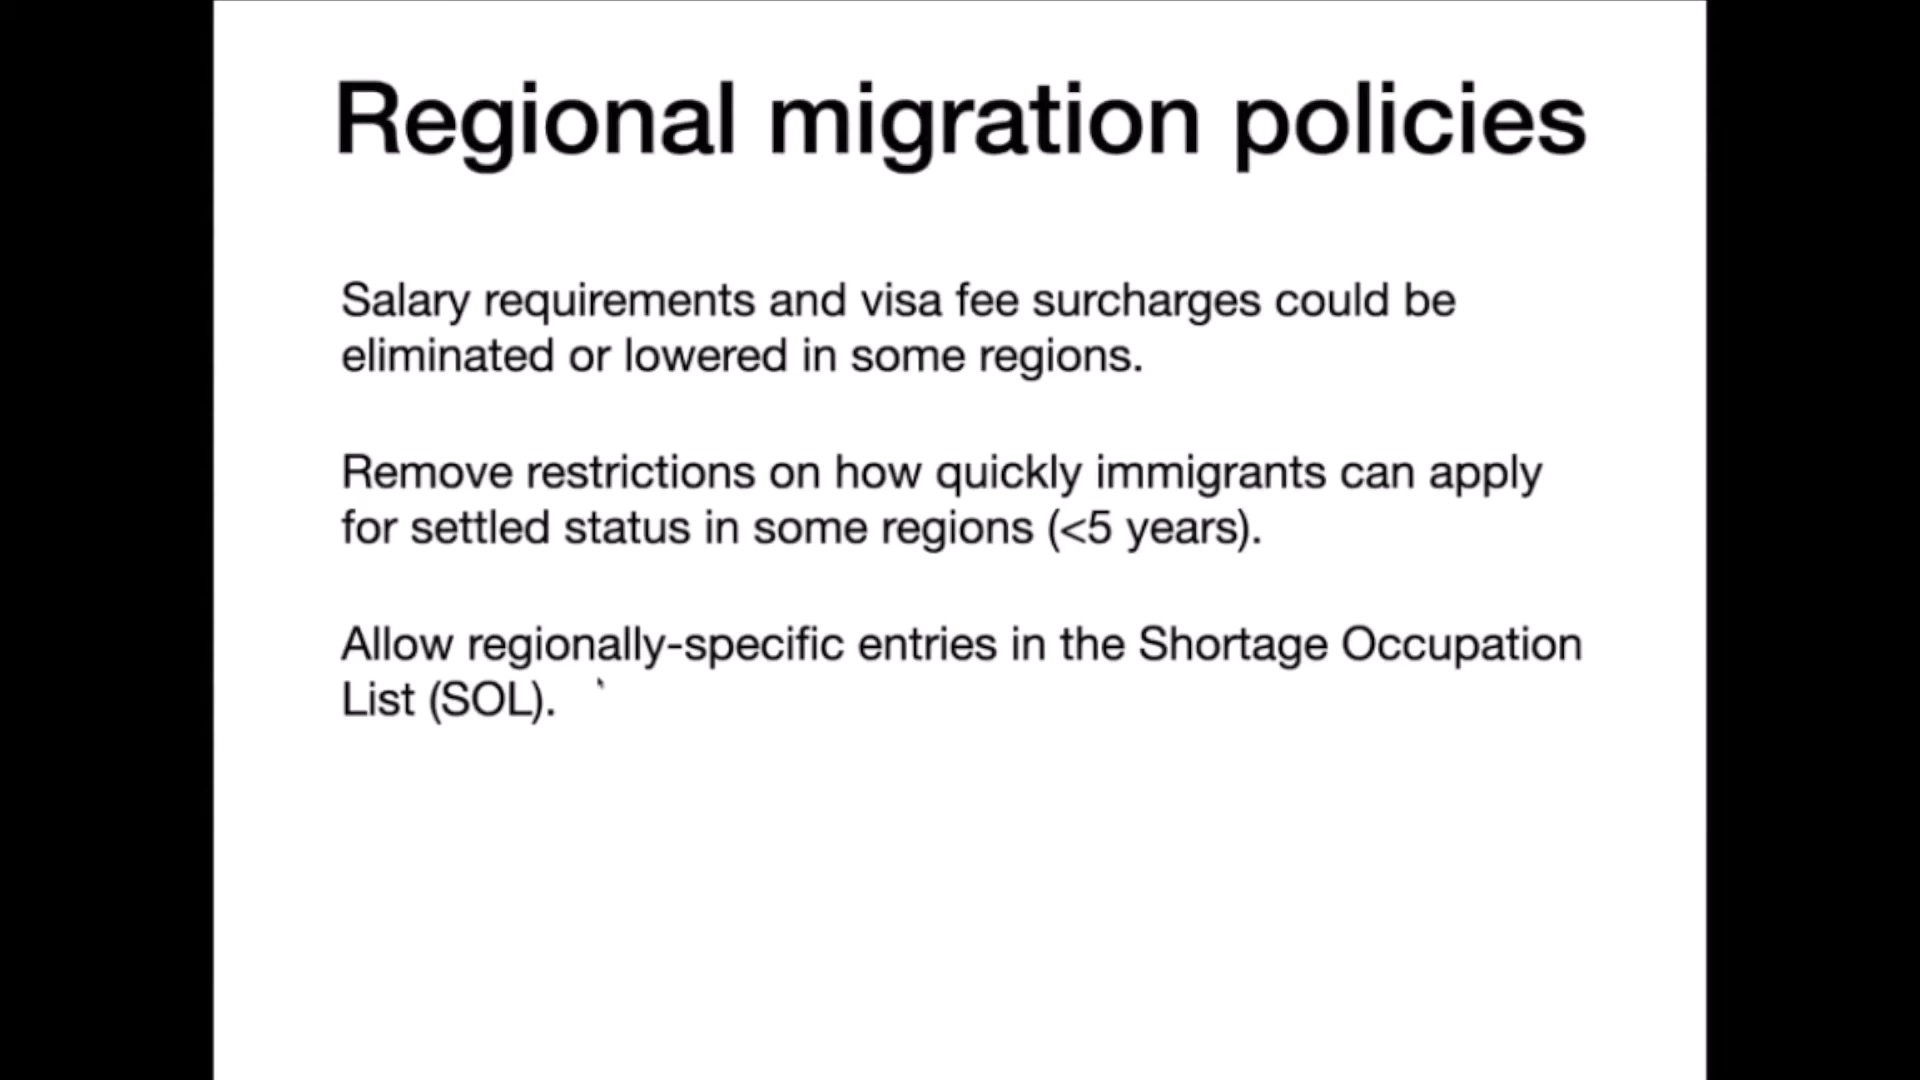 Regional migration policies
Salary requirements and visa fee surcharges could be
eliminated or lowered in some regions.
Remove restrictions on how quickly immigrants can apply
for settled status in some regions (<5 years).
Allow regionally-specific entries in the Shortage Occupation
List (SOL).